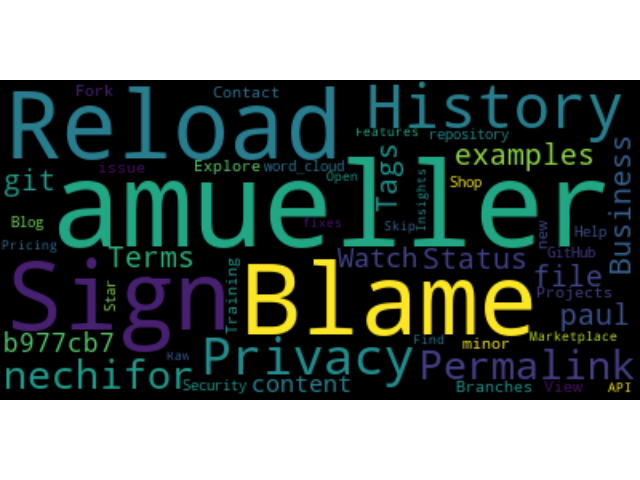 Fork
Contact
Reload
History
Features
repository
issue
Explore
word_cloud
Open
Tags
Insights
examples
Shop
Business
git
amueller
Blog
fixes
Skip
new
Help
Pricing
Terms
Watch
Status
GitHub
Sign
Star
Training
Blame
file
Projects
paul
b977cb7
Raw
Privacy
Find
minor
Marketplace
nechifor
Security
content
Permalink
Branches
View
API